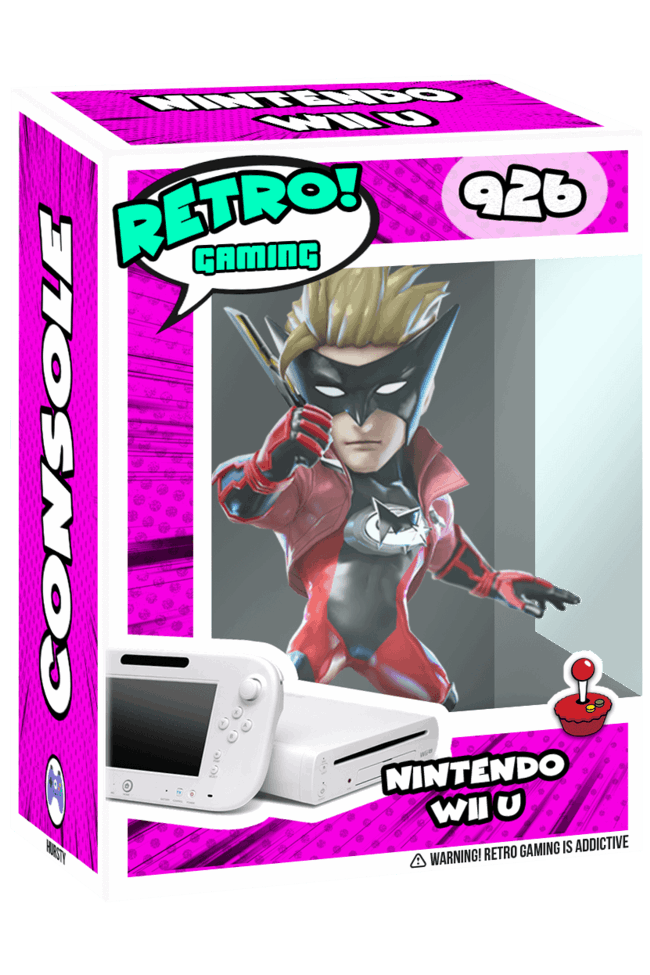 NINTENDO
WII U
RETRO!
GAMING
926
CONSOLE
NINTENDO
WII U
WARNING! RETRO GAMING IS ADDICTIVE
HURSTY